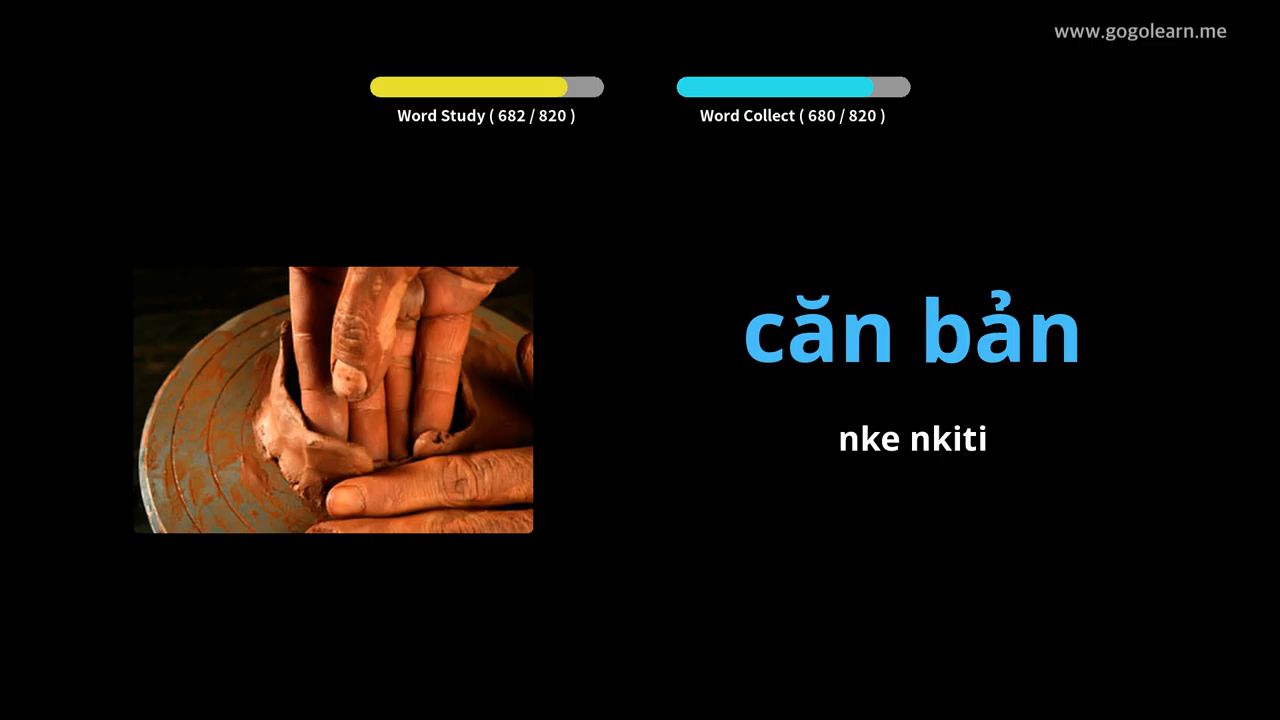 www.gogolearn.me
Word Study ( 682 / 820 )
Word Collect ( 680 / 820 )
căn bản
nke nkiti